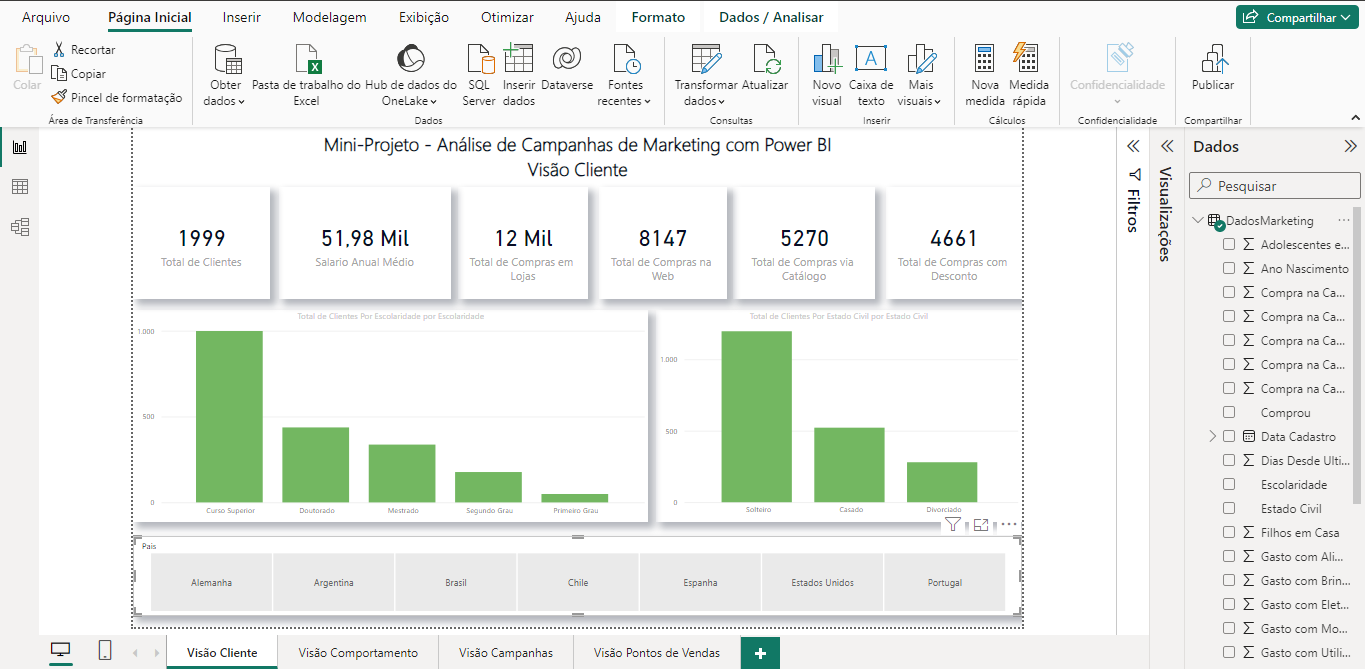 Arquivo Página Inicial Inserir Modelagem Exibição Otimizar Ajuda Formato Dados / Analisar Compartilhar
Colar
Recortar
Copiar
Pincel de formatação
Área de Transferência
Obter dados
Pasta de trabalho do Excel
Hub de dados do OneLake
SQL Server
Inserir dados
Dataverse
Fontes recentes
Dados
Transformar dados
Atualizar
Consultas
Novo visual
Caixa de texto
Mais visuais
Inserir
Nova medida
Medida rápida
Cálculos
Confidencialidade
Confidencialidade
Publicar
Compartilhar
Mini-Projeto - Análise de Campanhas de Marketing com Power BI
Visão Cliente
1999
Total de Clientes
51,98 Mil
Salario Anual Médio
12 Mil
Total de Compras em
Lojas
8147
Total de Compras na
Web
5270
Total de Compras via
Catálogo
4661
Total de Compras com
Desconto
Total de Clientes Por Escolaridade por Escolaridade
1.000
500
0
Curso Superior Doutorado Mestrado Segundo Grau Primeiro Grau
Total de Clientes Por Estado Civil por Estado Civil
1.000
500
0
Solteiro Casado Divorciado
Pais
Alemanha Argentina Brasil Chile Espanha Estados Unidos Portugal
Filtros
Visualizações
Dados
Pesquisar
DadosMarketing
Adolescentes e...
Ano Nascimento
Compra na Ca...
Compra na Ca...
Compra na Ca...
Compra na Ca...
Compra na Ca...
Comprou
Data Cadastro
Dias Desde Ulti...
Escolaridade
Estado Civil
Filhos em Casa
Gasto com Ali...
Gasto com Brin...
Gasto com Elet...
Gasto com Mo...
Gasto com Utili...
Visão Cliente Visão Comportamento Visão Campanhas Visão Pontos de Vendas